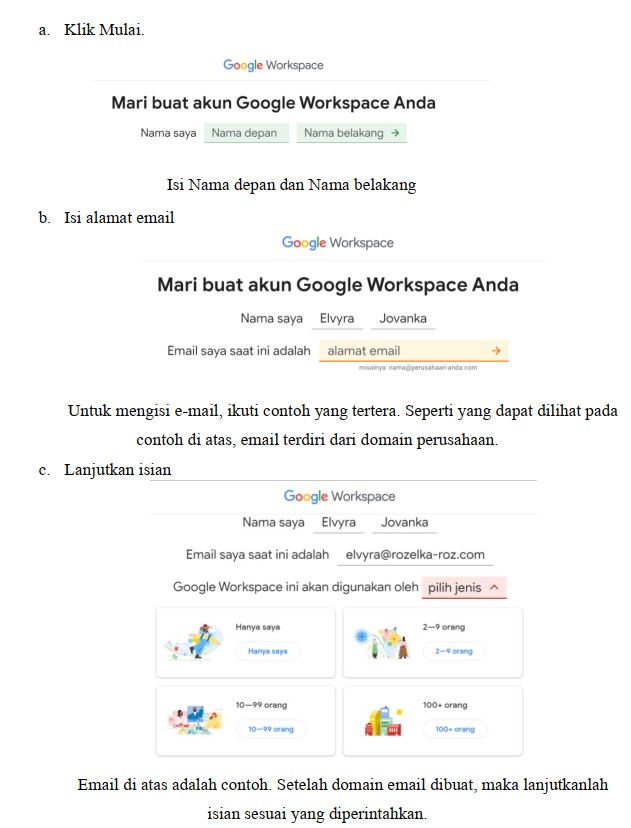 a. Klik Mulai.
Google Workspace
Mari buat akun Google Workspace Anda
Nama saya Nama depan Nama belakang →
Isi Nama depan dan Nama belakang
b. Isi alamat email
Google Workspace
Mari buat akun Google Workspace Anda
Nama saya Elvyra Jovanka
Email saya saat ini adalah alamat email →
misalnya: nama@perusahaan-anda.com
Untuk mengisi e-mail, ikuti contoh yang tertera. Seperti yang dapat dilihat pada
contoh di atas, email terdiri dari domain perusahaan.
c. Lanjutkan isian
Google Workspace
Nama saya Elvyra Jovanka
Email saya saat ini adalah elvyra@rozelka-roz.com
Google Workspace ini akan digunakan oleh pilih jenis
Hanya saya
Hanya saya
2—9 orang
2—9 orang
10—99 orang
10—99 orang
100+ orang
100+ orang
Email di atas adalah contoh. Setelah domain email dibuat, maka lanjutkanlah
isian sesuai yang diperintahkan.